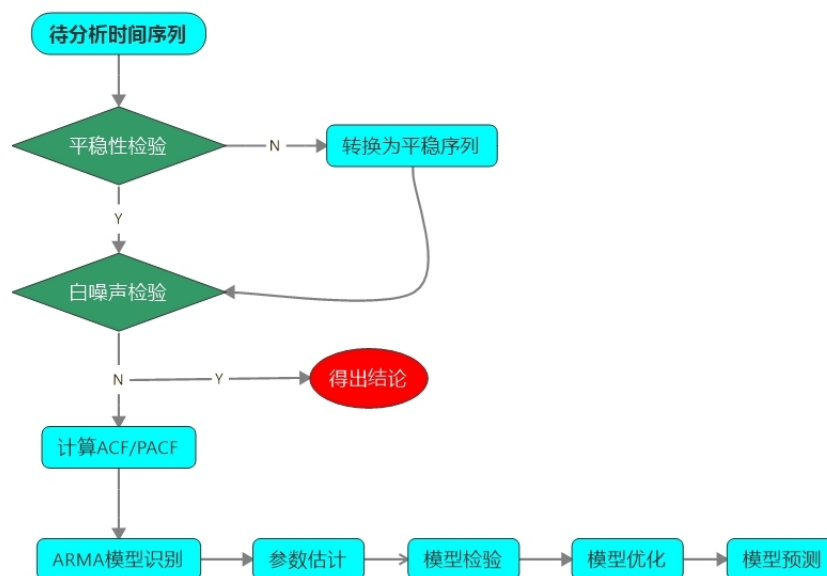 待分析时间序列
平稳性检验
N
转换为平稳序列
Y
白噪声检验
N
Y
得出结论
计算ACF/PACF
ARMA模型识别
参数估计
模型检验
模型优化
模型预测